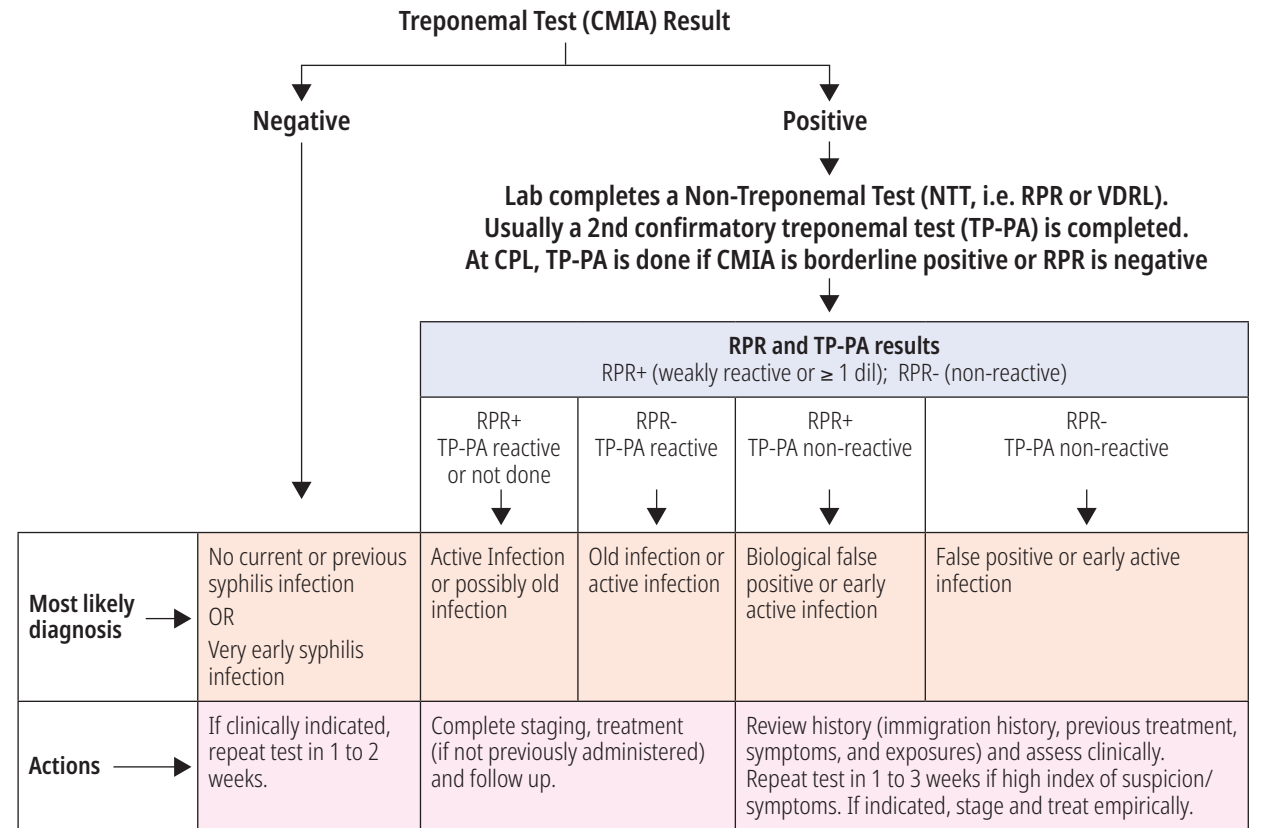 Treponemal Test (CMIA) Result
Negative
Positive
Lab completes a Non-Treponemal Test (NTT, i.e. RPR or VDRL).
Usually a 2nd confirmatory treponemal test (TP-PA) is completed.
At CPL, TP-PA is done if CMIA is borderline positive or RPR is negative
RPR and TP-PA results
RPR+ (weakly reactive or ≥ 1 dil); RPR- (non-reactive)
RPR+
TP-PA reactive
or not done
RPR-
TP-PA reactive
RPR+
TP-PA non-reactive
RPR-
TP-PA non-reactive
Most likely
diagnosis
No current or previous
syphilis infection
OR
Very early syphilis
infection
Active Infection
or possibly old
infection
Old infection or
active infection
Biological false
positive or early
active infection
False positive or early active
infection
Actions
If clinically indicated,
repeat test in 1 to 2
weeks.
Complete staging, treatment
(if not previously administered)
and follow up.
Review history (immigration history, previous treatment,
symptoms, and exposures) and assess clinically.
Repeat test in 1 to 3 weeks if high index of suspicion/
symptoms. If indicated, stage and treat empirically.